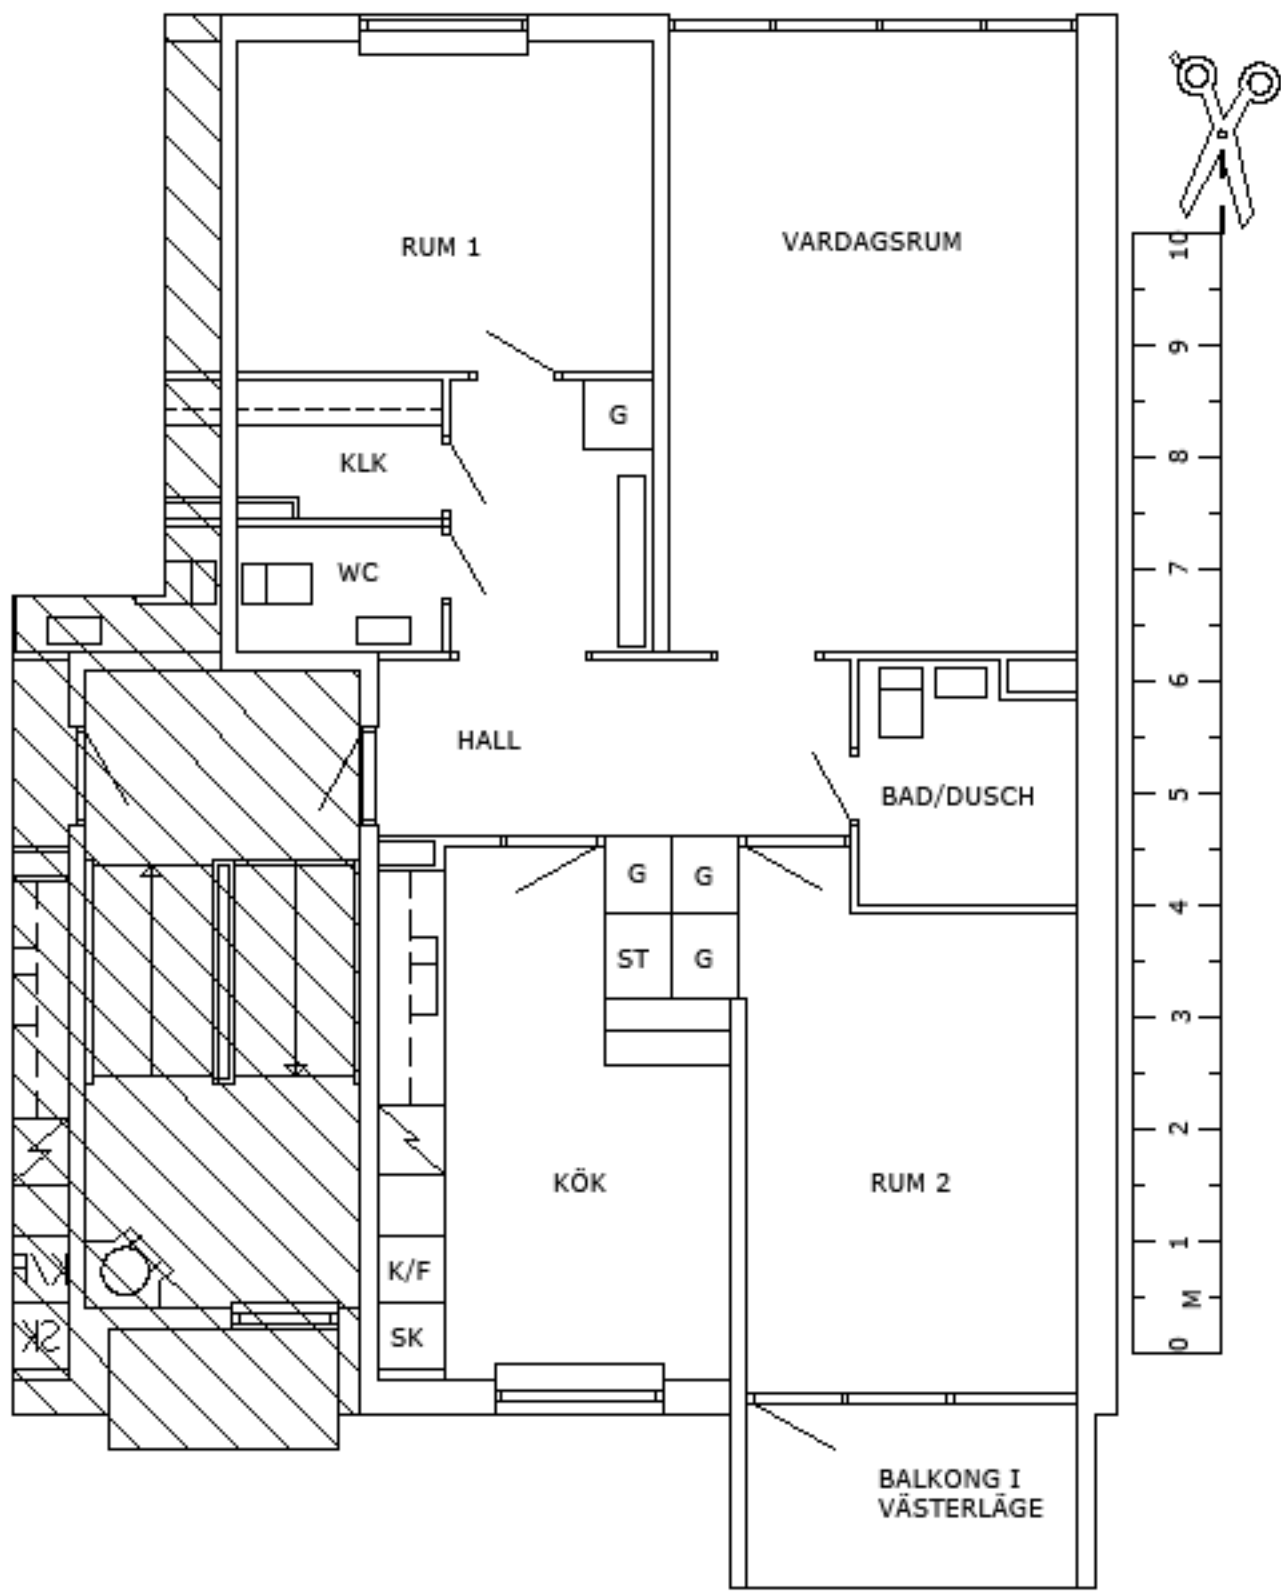 RUM 1
VARDAGSRUM
10
9
G
8
KLK
7
WC
6
HALL
BAD/DUSCH
5
G
G
4
ST
G
3
2
KÖK
RUM 2
1
K/F
K/F
M
SK
SK
0
BALKONG I
VÄSTERLÄGE